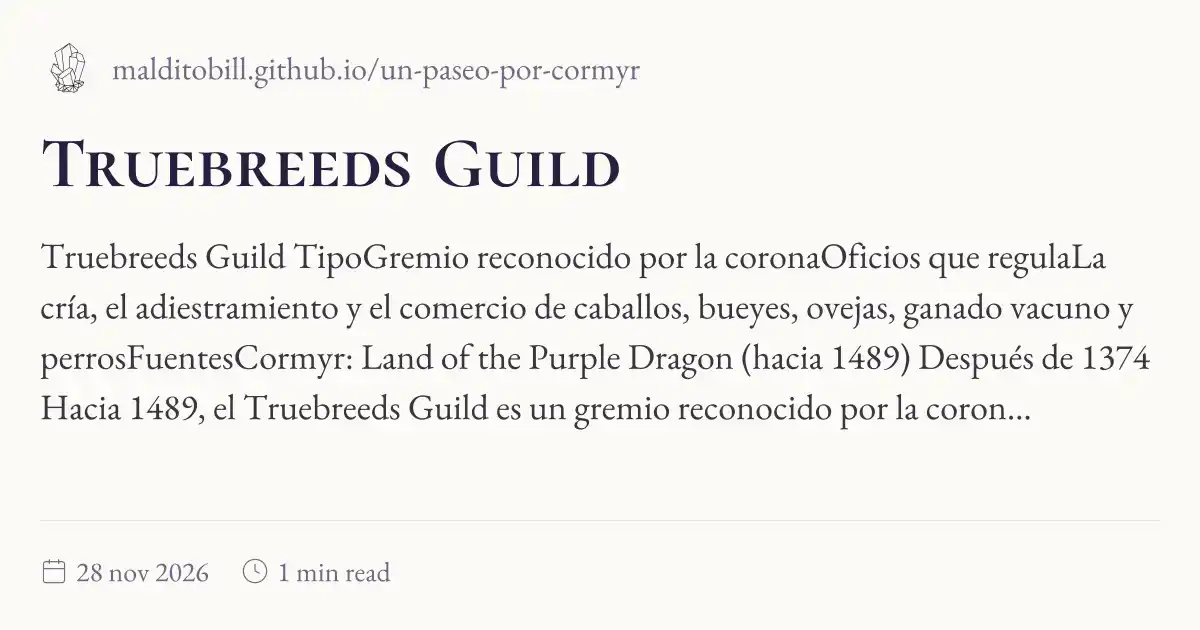 malditobill.github.io/un-paseo-por-cormyr
Truebreeds Guild
Truebreeds Guild TipoGremio reconocido por la coronaOficios que regulaLa
cría, el adiestramiento y el comercio de caballos, bueyes, ovejas, ganado vacuno y
perrosFuentesCormyr: Land of the Purple Dragon (hacia 1489) Después de 1374
Hacia 1489, el Truebreeds Guild es un gremio reconocido por la coron...
28 nov 2026
1 min read